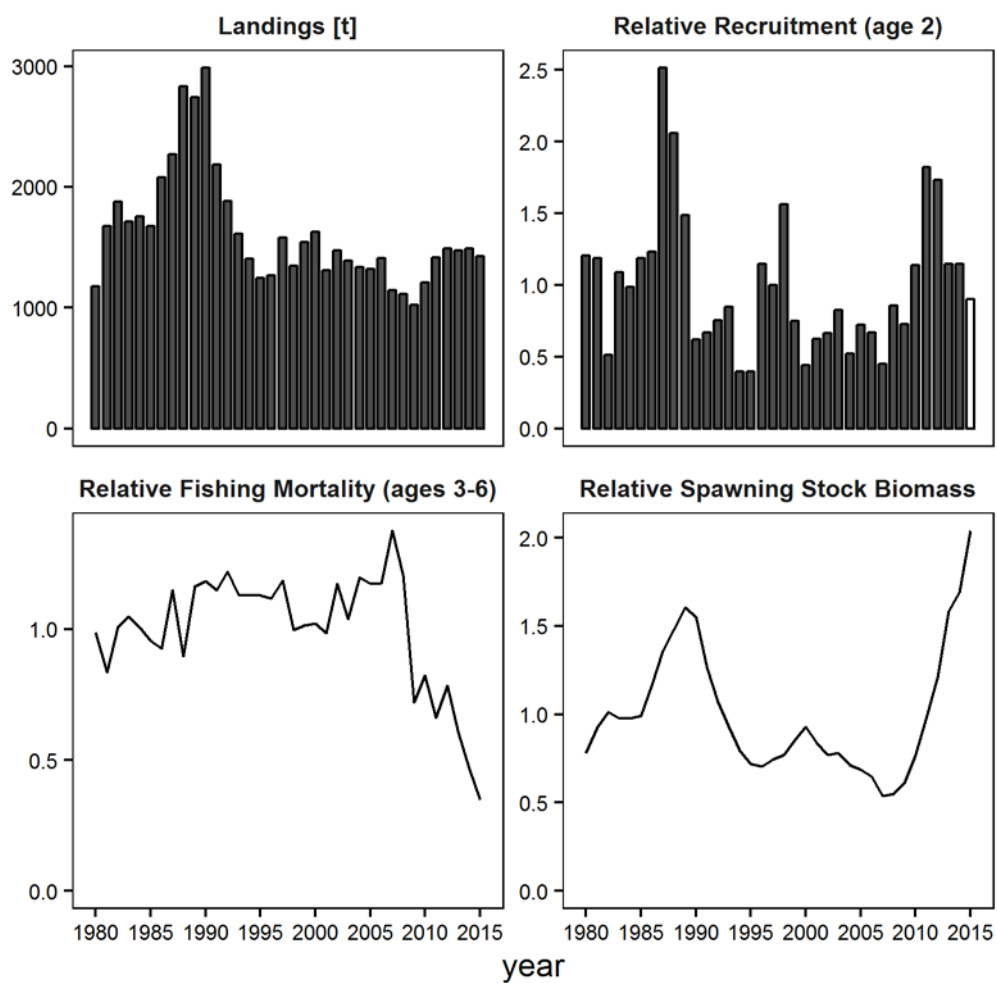 Landings [t]
Relative Recruitment (age 2)
3000
2000
1000
0
2.5
2.0
1.5
1.0
0.5
0.0
Relative Fishing Mortality (ages 3-6)
Relative Spawning Stock Biomass
1.0
0.5
0.0
2.0
1.5
1.0
0.5
0.0
1980 1985 1990 1995 2000 2005 2010 2015
1980 1985 1990 1995 2000 2005 2010 2015
year